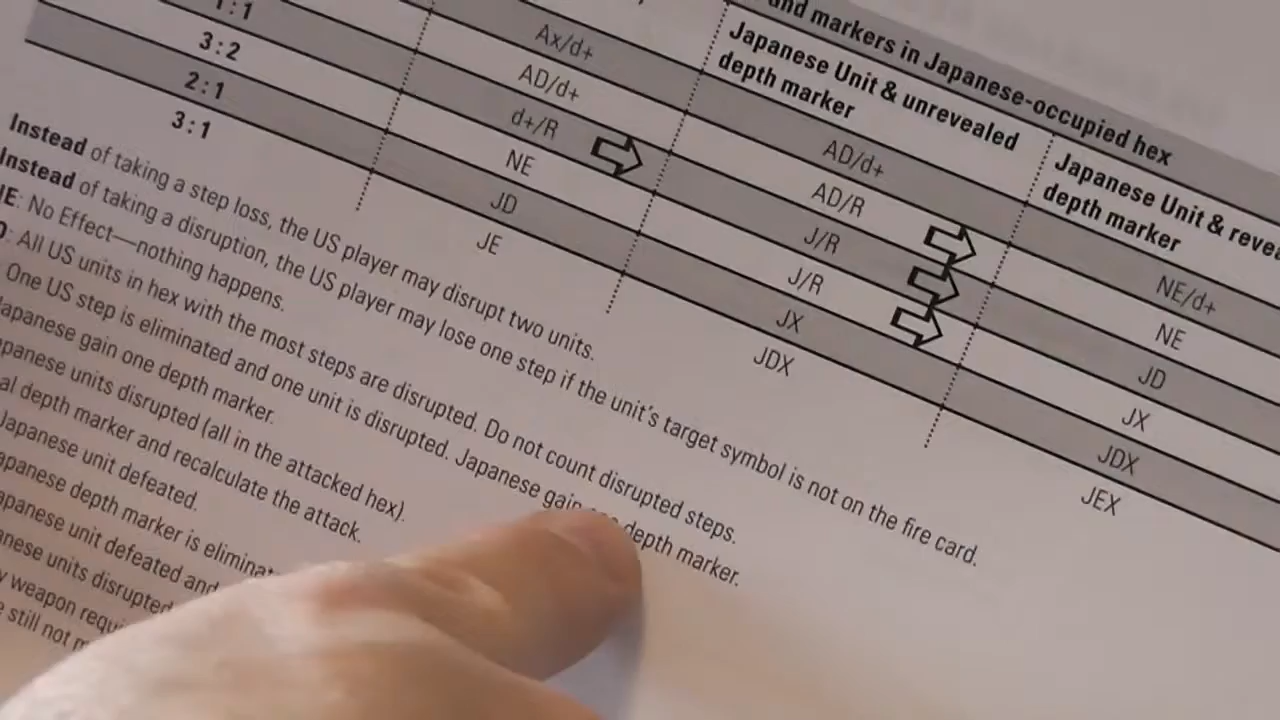 and markers in Japanese-occupied hex
Japanese Unit & unrevealed
depth marker
Japanese Unit &
depth marker
Ax/d+ AD/d+ NE/d+
AD/d+ AD/R NE
1:1 d+/R J/R JD
3:2 NE J/R JX
2:1 JD JX JDX
3:1 JE JDX JEX
Instead of taking a step loss, the US player may disrupt two units.
Instead of taking a disruption, the US player may lose one step if the unit's target symbol is not on the fire card.
NE: No Effect—nothing happens.
: All US units in hex with the most steps are disrupted. Do not count disrupted steps.
One US step is eliminated and one unit is disrupted. Japanese gain depth marker.
Japanese gain one depth marker.
units disrupted (all in the attacked hex).
depth marker and recalculate the attack.
Japanese unit defeated.
depth marker is
unit defeated and
units disrupted
weapon
still not